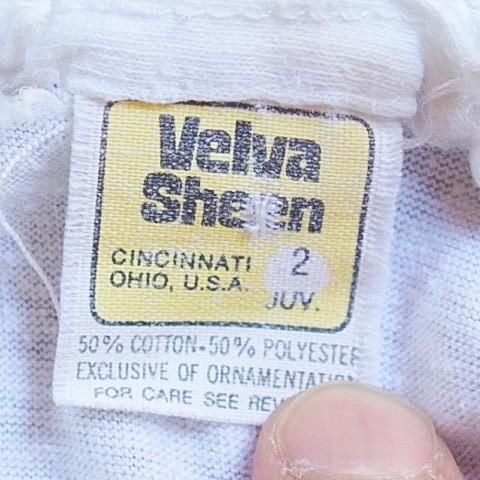 Velva
Sheen
CINCINNATI 2
OHIO, U.S.A. JUV.
50% COTTON-50% POLYESTER
EXCLUSIVE OF ORNAMENTATION
FOR CARE SEE